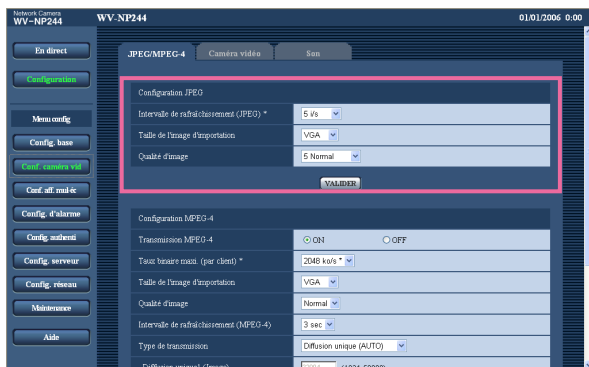 Network Camera
WV-NP244
WV-NP244
01/01/2006 0:00
En direct
Configuration
Menu config
Config. base
Conf. caméra vid
Conf. aff. mul-éc
Config. d'alarme
Config. authenti
Config. serveur
Config. réseau
Maintenance
Aide
JPEG/MPEG-4
Caméra vidéo
Son
Configuration JPEG
Intervalle de rafraîchissement (JPEG) *
5 i/s
Taille de l'image d'importation
VGA
Qualité d'image
5 Normal
VALIDER
Configuration MPEG-4
Transmission MPEG-4
ON OFF
Taux binaire maxi. (par client) *
2048 ko/s *
Taille de l'image d'importation
VGA
Qualité d'image
Normal
Intervalle de rafraîchissement (MPEG-4)
3 sec
Type de transmission
Diffusion unique (AUTO)